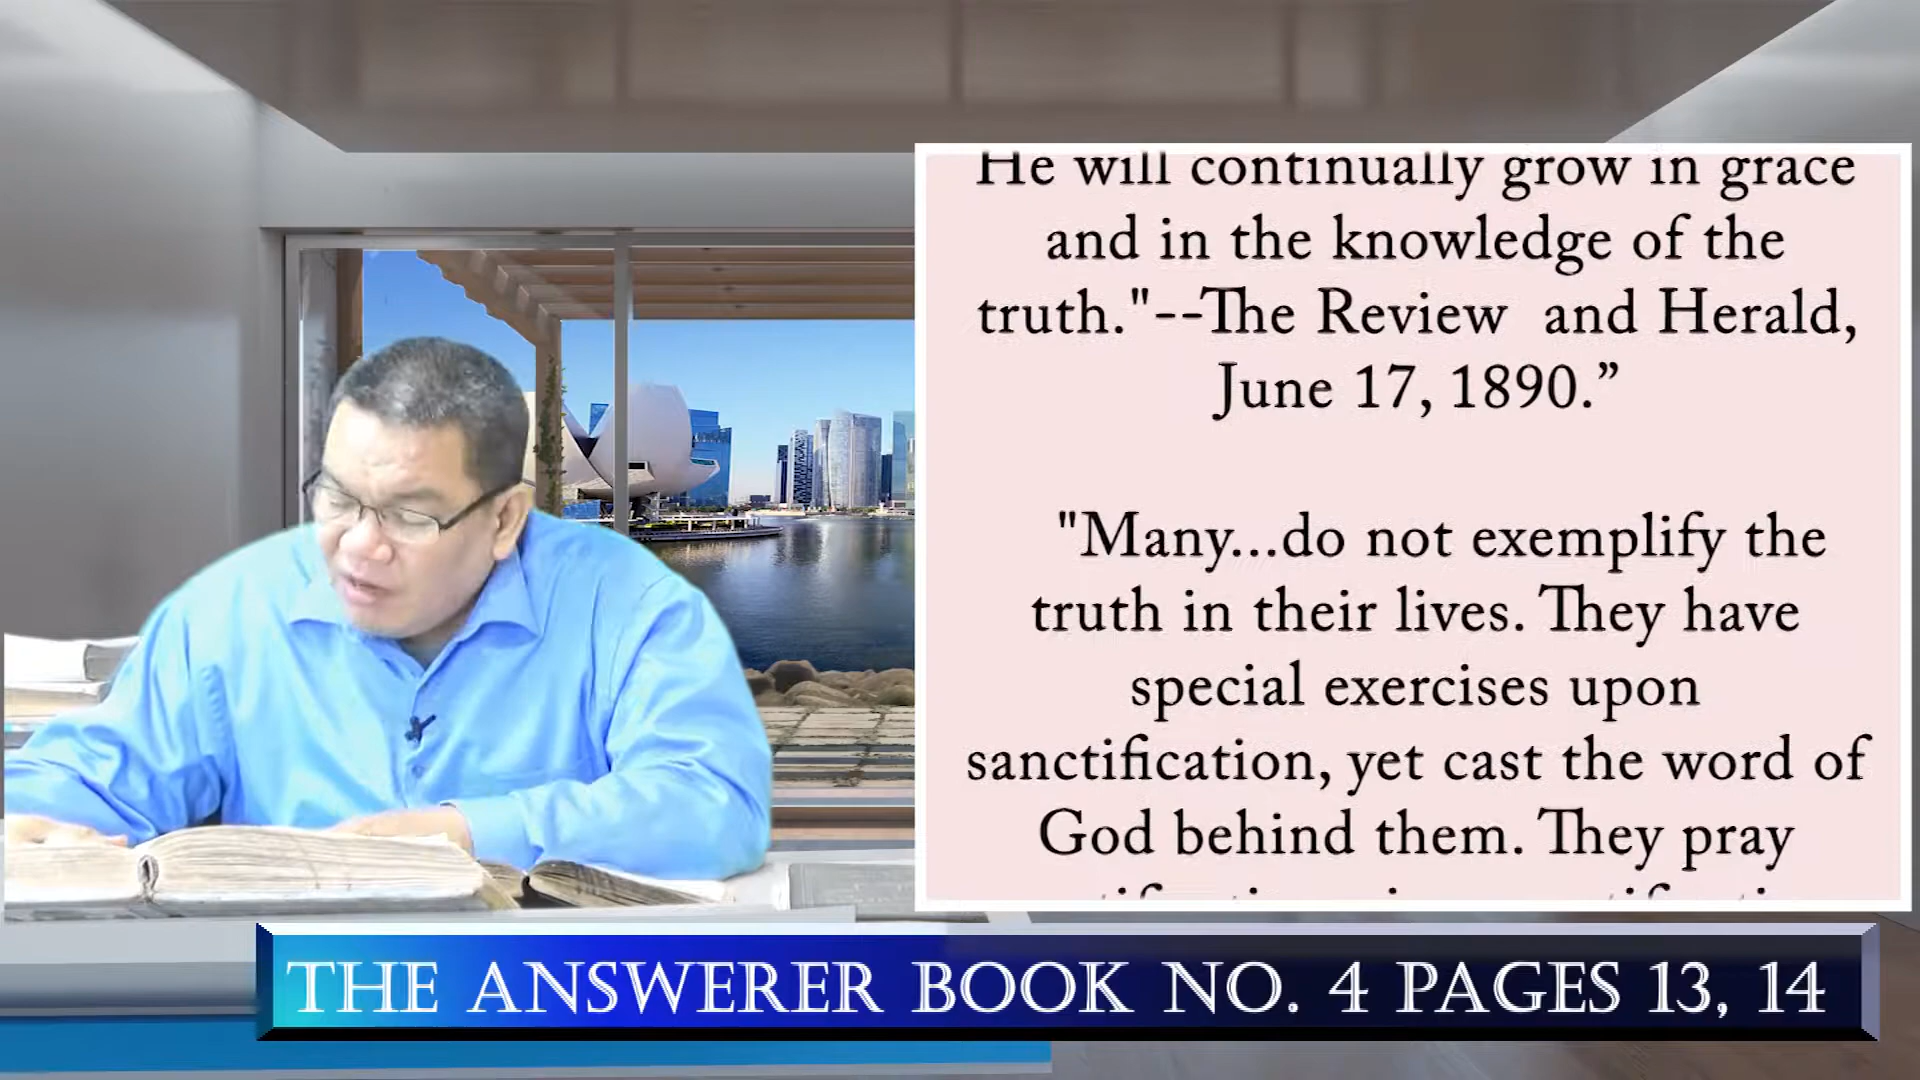 He will continually grow in grace
and in the knowledge of the
truth."--The Review and Herald,
June 17, 1890.”
"Many...do not exemplify the
truth in their lives. They have
special exercises upon
sanctification, yet cast the word of
God behind them. They pray
THE ANSWERER BOOK NO. 4 PAGES 13, 14